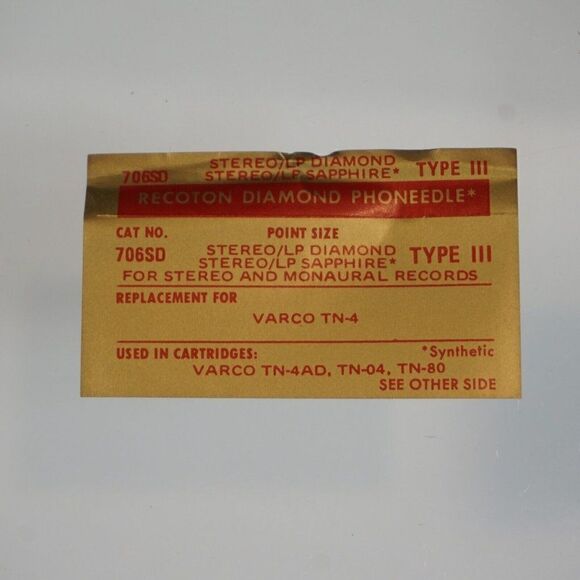 706SD STEREO/LP DIAMOND TYPE III
STEREO/LP SAPPHIRE*
RECOTON DIAMOND PHONEEDLE*
CAT NO. POINT SIZE
706SD STEREO/LP DIAMOND TYPE III
STEREO/LP SAPPHIRE*
FOR STEREO AND MONAURAL RECORDS
REPLACEMENT FOR
VARCO TN-4
USED IN CARTRIDGES: *Synthetic
VARCO TN-4AD, TN-04, TN-80
SEE OTHER SIDE